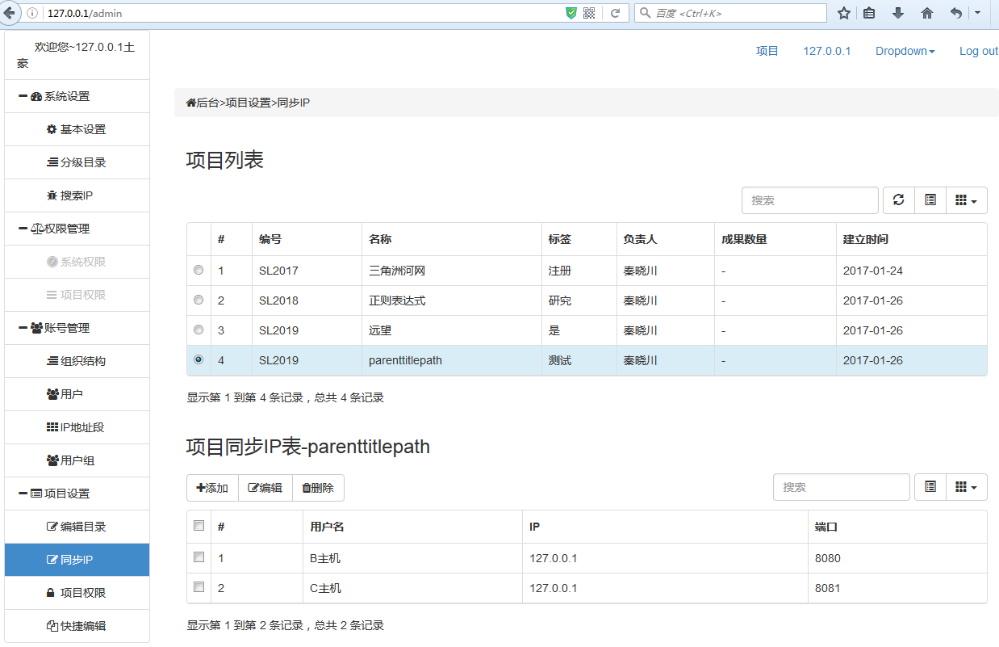 127.0.0.1/admin
百度 <Ctrl+K>
欢迎您~127.0.0.1土
豪
系统设置
基本设置
分级目录
搜索IP
权限管理
系统权限
项目权限
账号管理
组织结构
用户
IP地址段
用户组
项目设置
编辑目录
同步IP
项目权限
快捷编辑
项目 127.0.0.1 Dropdown Log out
后台>项目设置>同步IP
项目列表
搜索
# 编号 名称 标签 负责人 成果数量 建立时间
1 SL2017 三角洲河网 注册 秦晓川 - 2017-01-24
2 SL2018 正则表达式 研究 秦晓川 - 2017-01-26
3 SL2019 远望 是 秦晓川 - 2017-01-26
4 SL2019 parenttitlepath 测试 秦晓川 - 2017-01-26
显示第 1 到第 4 条记录，总共 4 条记录
项目同步IP表-parenttitlepath
添加 编辑 删除 搜索
# 用户名 IP 端口
1 B主机 127.0.0.1 8080
2 C主机 127.0.0.1 8081
显示第 1 到第 2 条记录，总共 2 条记录